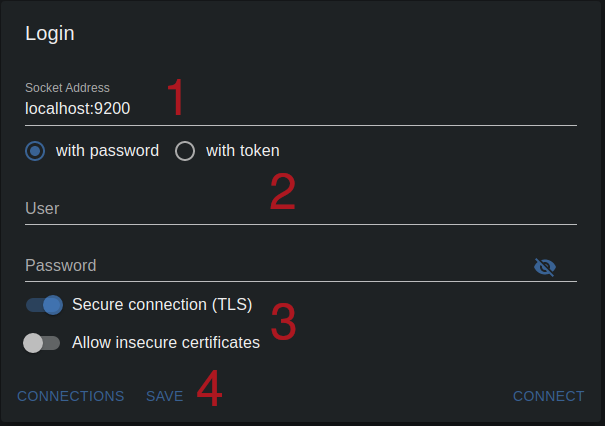 Login
Socket Address
localhost:9200
1
with password with token
2
User
Password
Secure connection (TLS)
3
Allow insecure certificates
CONNECTIONS SAVE 4 CONNECT